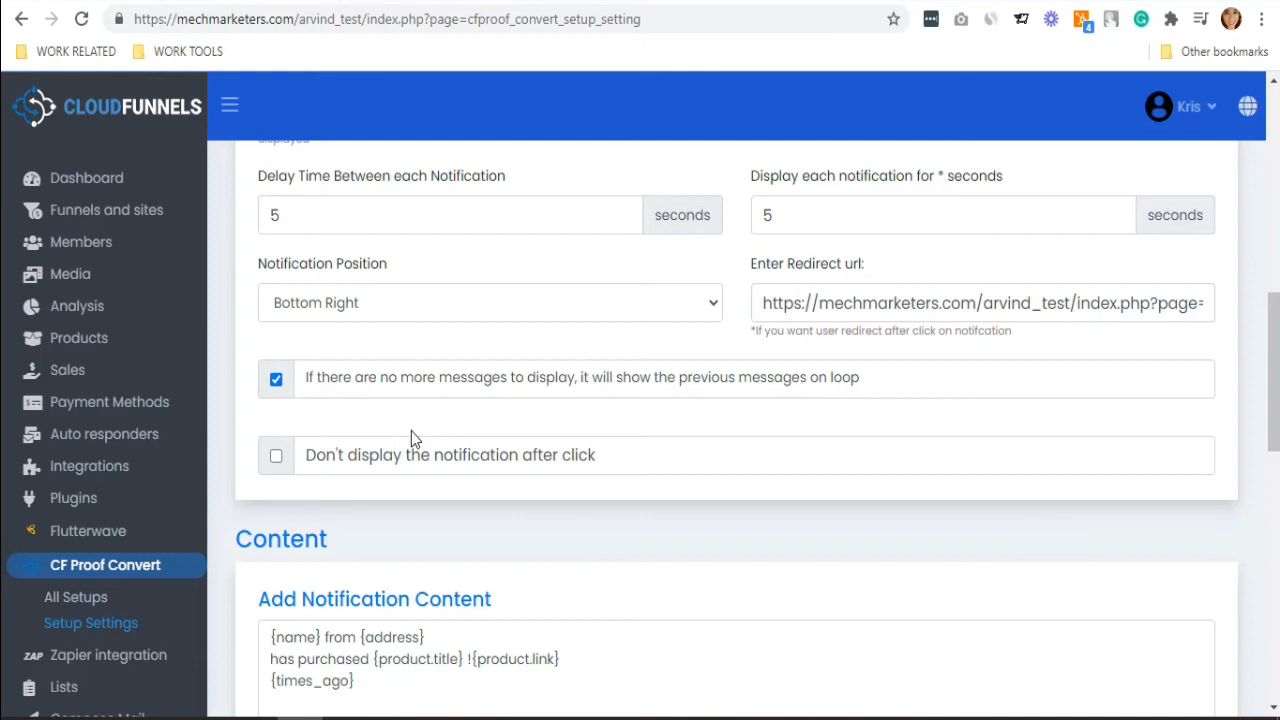 https://mechmarketers.com/arvind_test/index.php?page=cfproof_convert_setup_setting
4
WORK RELATED
WORK TOOLS
Other bookmarks
CLOUDFUNNELS
Kris
Dashboard
Funnels and sites
Members
Media
Analysis
Products
Sales
Payment Methods
Auto responders
Integrations
Plugins
Flutterwave
CF Proof Convert
All Setups
Setup Settings
ZAP Zapier integration
Lists
Compose Mail
displayed
Delay Time Between each Notification
5 seconds
Display each notification for * seconds
5 seconds
Notification Position
Bottom Right
Enter Redirect url:
https://mechmarketers.com/arvind_test/index.php?page=
*If you want user redirect after click on notifcation
If there are no more messages to display, it will show the previous messages on loop
Don't display the notification after click
Content
Add Notification Content
{name} from {address}
has purchased {product.title} !{product.link}
{times_ago}